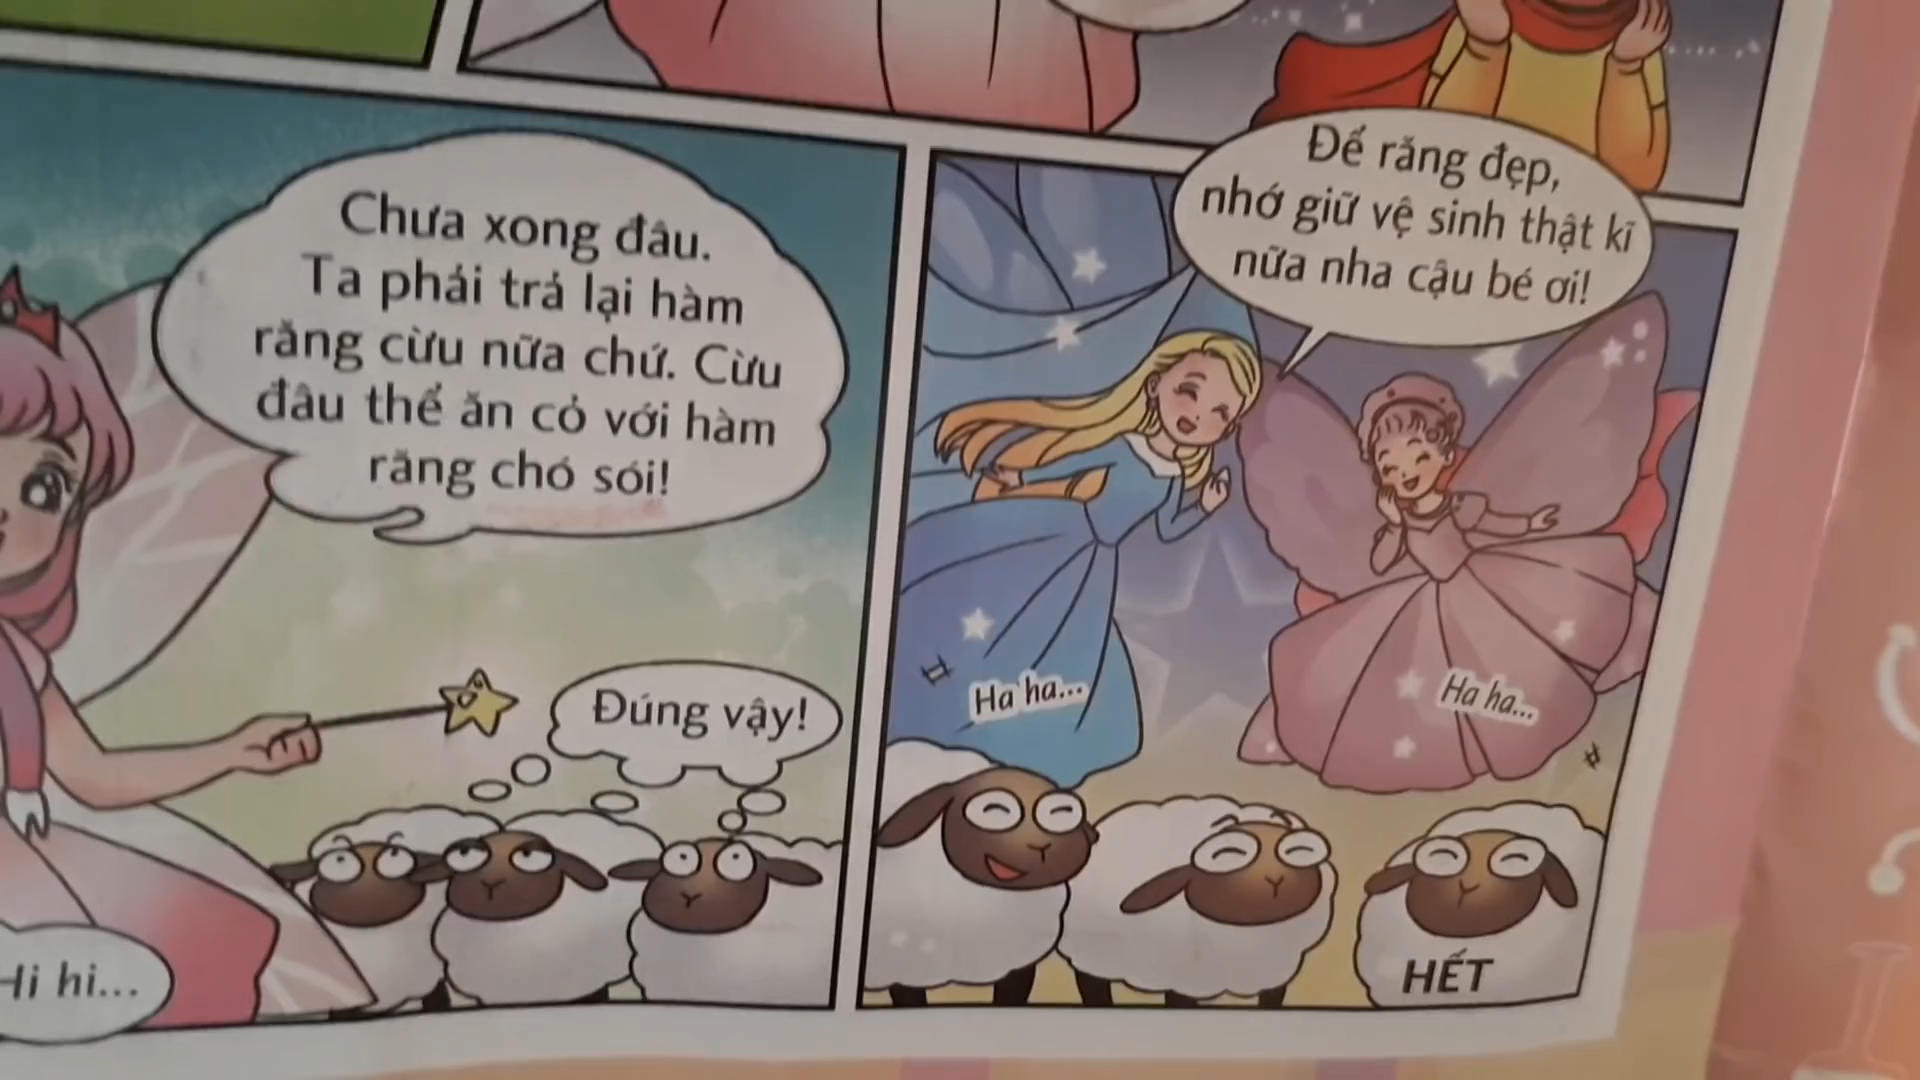 Chưa xong đâu.
Ta phải trả lại hàm
răng cừu nữa chứ. Cừu
đâu thể ăn cỏ với hàm
răng chó sói!
Đúng vậy!
Hi hi...
Để răng đẹp,
nhớ giữ vệ sinh thật kĩ
nữa nha cậu bé ơi!
Ha ha...
Ha ha...
HẾT